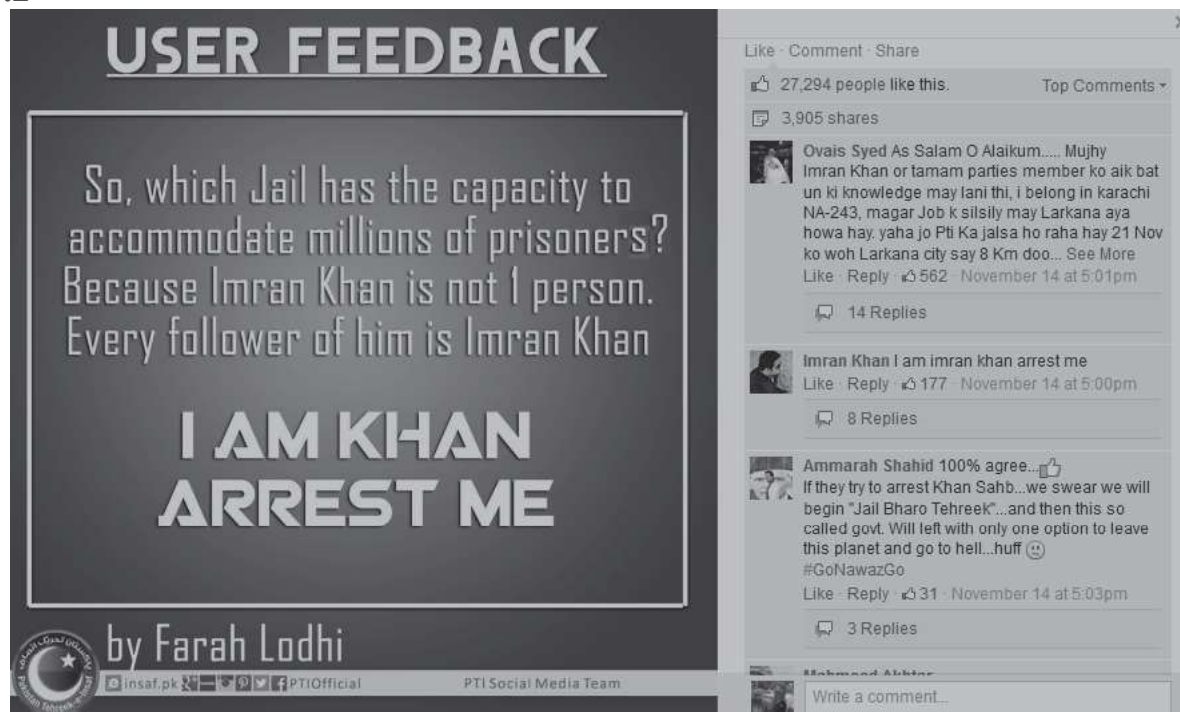 USER FEEDBACK
So, which Jail has the capacity to
accommodate millions of prisoners?
Because Imran Khan is not 1 person.
Every follower of him is Imran Khan
I AM KHAN
ARREST ME
by Farah Lodhi
insaf.pk PTIOfficial PTI Social Media Team
Pakistan Tehreek-e-Insaf
Like · Comment · Share
27,294 people like this. Top Comments
3,905 shares
Ovais Syed As Salam O Alaikum..... Mujhy
Imran Khan or tamam parties member ko aik bat
un ki knowledge may lani thi, i belong in karachi
NA-243, magar Job k silsily may Larkana aya
howa hay. yaha jo Pti Ka jalsa ho raha hay 21 Nov
ko woh Larkana city say 8 Km doo... See More
Like · Reply · 562 · November 14 at 5:01pm
14 Replies
Imran Khan I am imran khan arrest me
Like · Reply · 177 · November 14 at 5:00pm
8 Replies
Ammarah Shahid 100% agree...
If they try to arrest Khan Sahb...we swear we will
begin "Jail Bharo Tehreek"...and then this so
called govt. Will left with only one option to leave
this planet and go to hell...huff
#GoNawazGo
Like · Reply · 31 · November 14 at 5:03pm
3 Replies
Mahmood Akhtar
Write a comment...